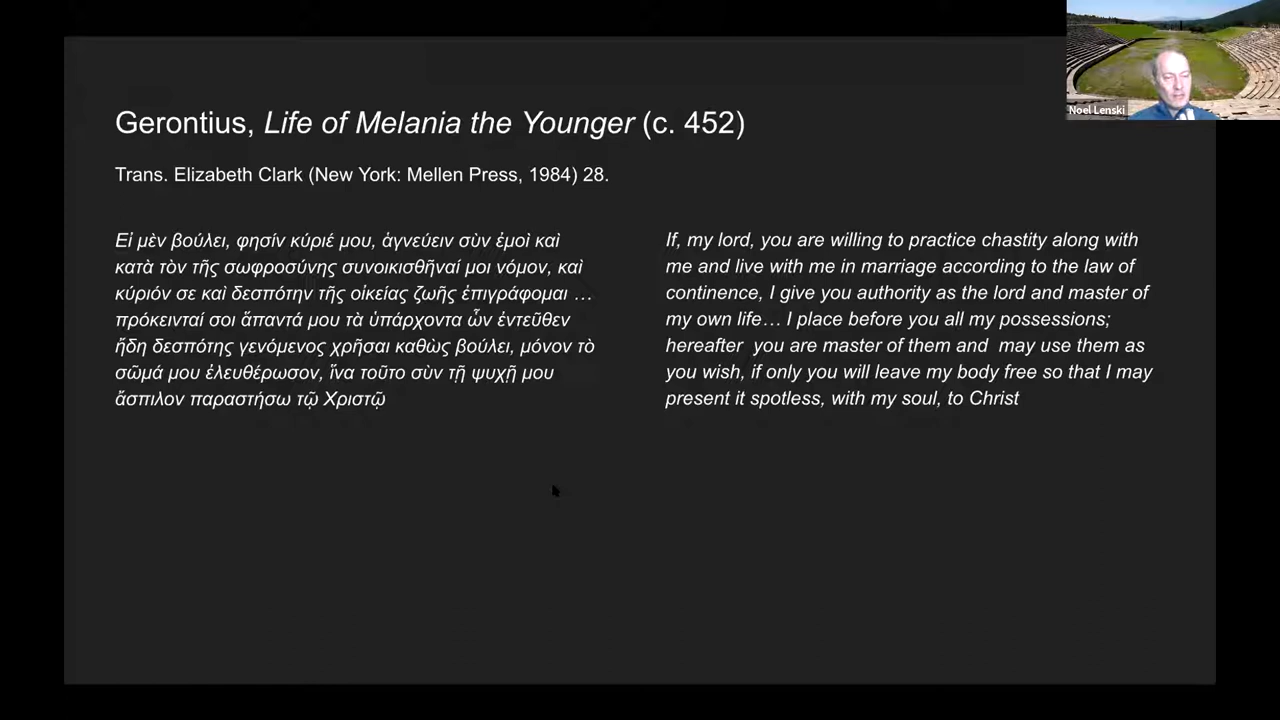 Noel Lenski
Gerontius, Life of Melania the Younger (c. 452)
Trans. Elizabeth Clark (New York: Mellen Press, 1984) 28.
Εἰ μὲν βούλει, φησίν κύριέ μου, ἁγνεύειν σὺν ἐμοὶ καὶ
κατὰ τὸν τῆς σωφροσύνης συνοικισθῆναί μοι νόμον, καὶ
κύριόν σε καὶ δεσπότην τῆς οἰκείας ζωῆς ἐπιγράφομαι …
πρόκεινταί σοι ἅπαντά μου τὰ ὑπάρχοντα ὧν ἐντεῦθεν
ἤδη δεσπότης γενόμενος χρῆσαι καθὼς βούλει, μόνον τὸ
σῶμά μου ἐλευθέρωσον, ἵνα τοῦτο σὺν τῇ ψυχῇ μου
ἄσπιλον παραστήσω τῷ Χριστῷ
If, my lord, you are willing to practice chastity along with
me and live with me in marriage according to the law of
continence, I give you authority as the lord and master of
my own life… I place before you all my possessions;
hereafter you are master of them and may use them as
you wish, if only you will leave my body free so that I may
present it spotless, with my soul, to Christ